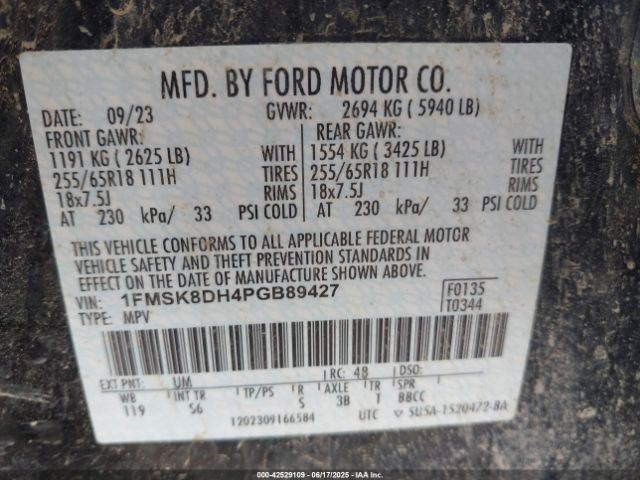 MFD. BY FORD MOTOR CO.
DATE: 09/23 GVWR: 2694 KG ( 5940 LB)
FRONT GAWR: REAR GAWR:
1191 KG ( 2625 LB) WITH 1554 KG ( 3425 LB) WITH
255/65R18 111H TIRES 255/65R18 111H TIRES
18x7.5J RIMS 18x7.5J RIMS
AT 230 kPa/ 33 PSI COLD AT 230 kPa/ 33 PSI COLD
THIS VEHICLE CONFORMS TO ALL APPLICABLE FEDERAL MOTOR
VEHICLE SAFETY AND THEFT PREVENTION STANDARDS IN
EFFECT ON THE DATE OF MANUFACTURE SHOWN ABOVE.
VIN: 1FMSK8DH4PGB89427 F0135
TYPE: MPV T0344
EXT PNT: UM RC: 48 DSO:
WB INT TR TP/PS R AXLE TR SPR
119 S6 S 3B T BBCC
1202309166584 UTC 5U5A-1520472-BA
000-42529109 - 06/17/2025 - IAA Inc.